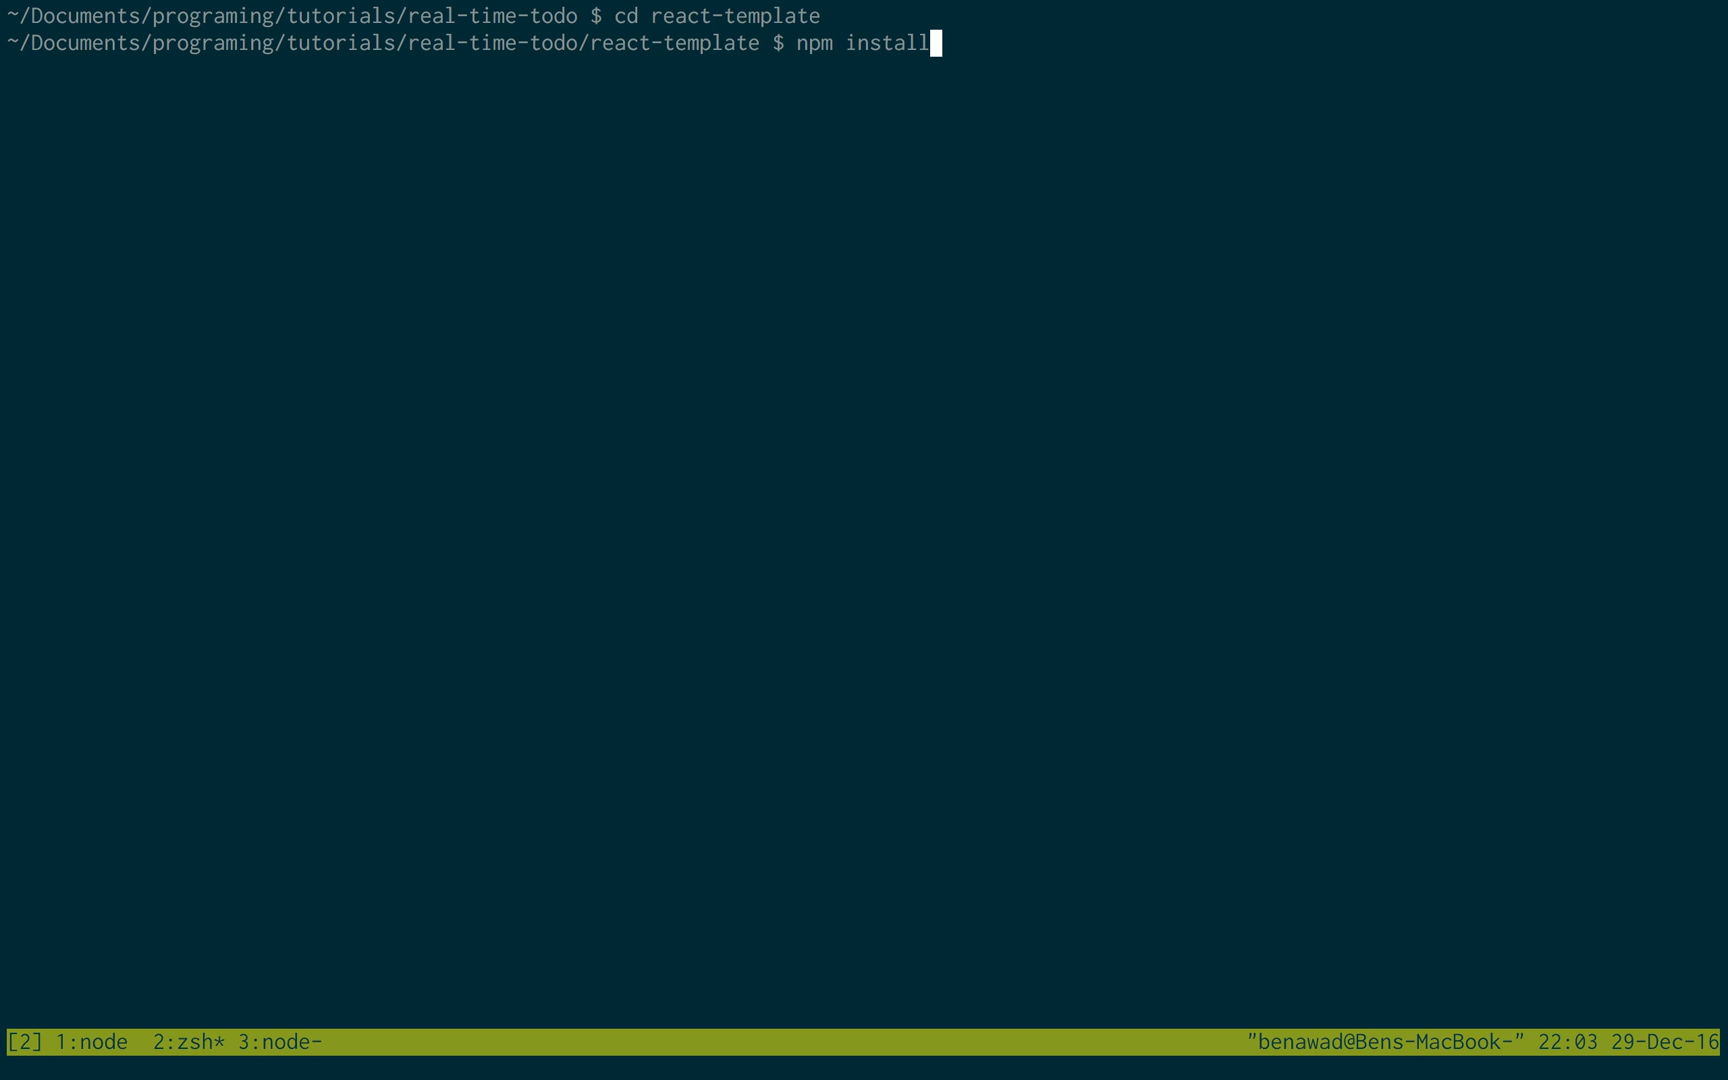 ~/Documents/programing/tutorials/real-time-todo $ cd react-template
~/Documents/programing/tutorials/real-time-todo/react-template $ npm install
[2] 1:node  2:zsh* 3:node-
"benawad@Bens-MacBook-" 22:03 29-Dec-16